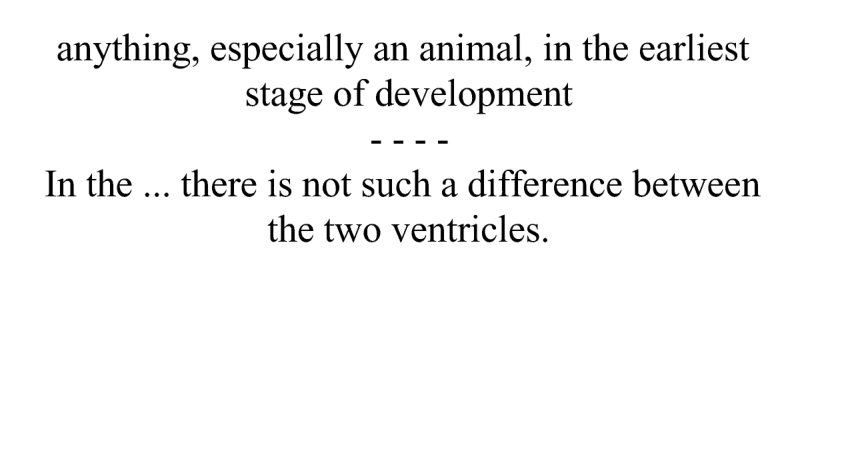 anything, especially an animal, in the earliest
stage of development
- - - -
In the ... there is not such a difference between
the two ventricles.